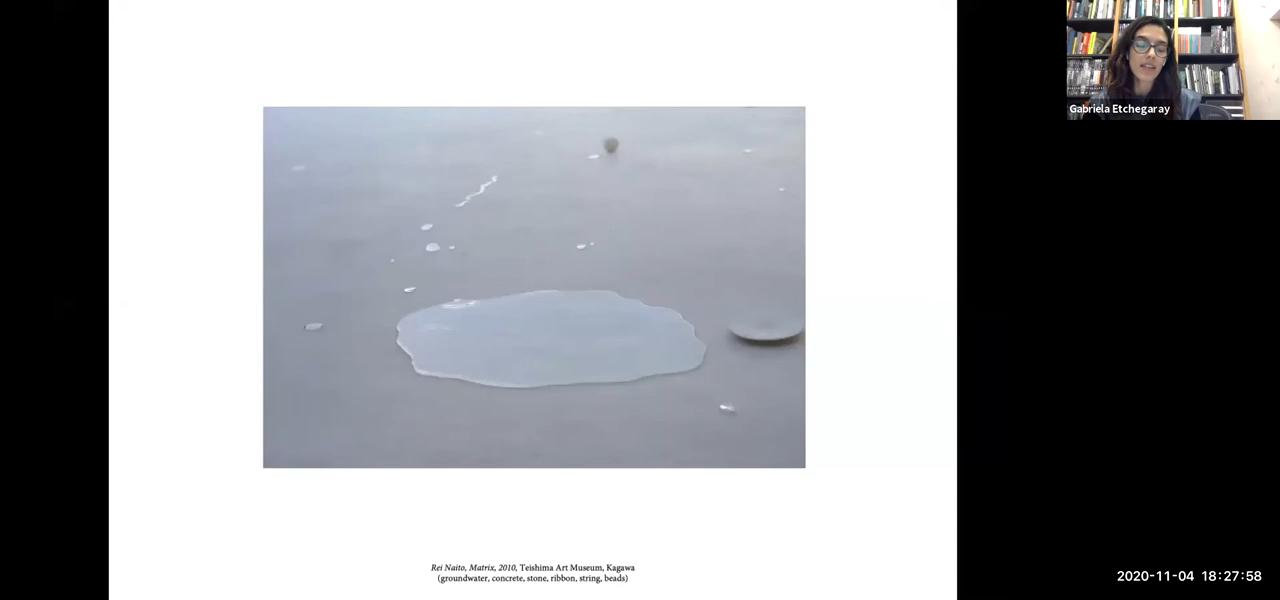 Gabriela Etchegaray
Rei Naito, Matrix, 2010, Teishima Art Museum, Kagawa
(groundwater, concrete, stone, ribbon, string, beads)
2020-11-04 18:27:58